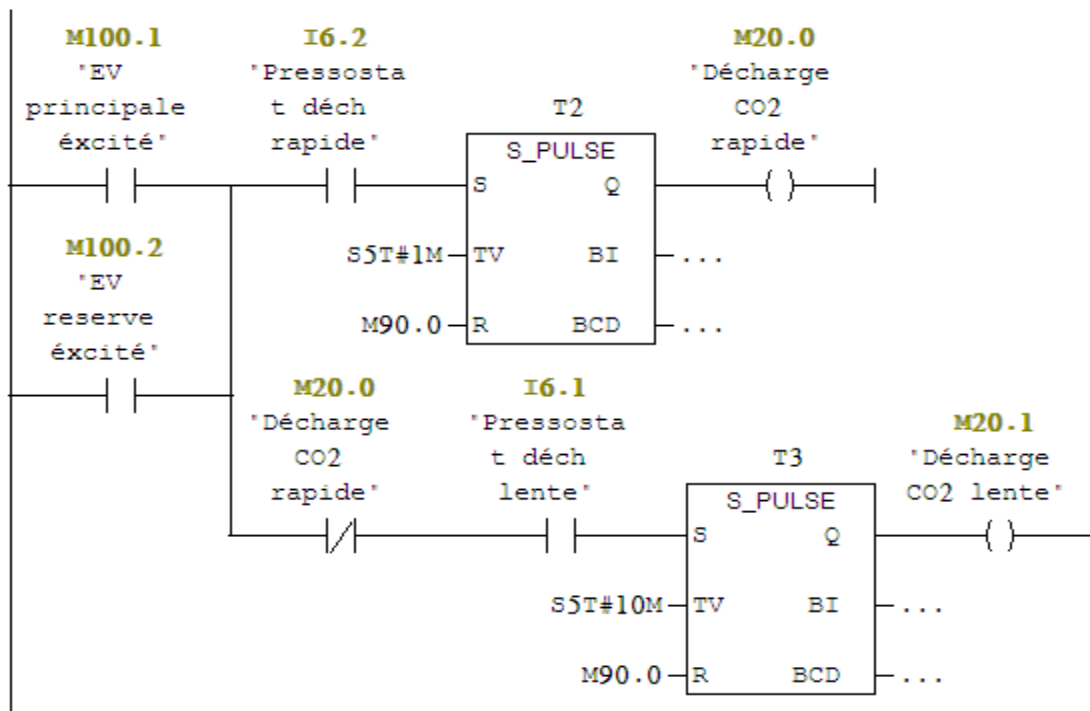 M100.1
"EV
principale
éxcité"
I6.2
"Pressosta
t déch
rapide"
T2
M20.0
"Décharge
CO2
rapide"
S_PULSE
S
Q
S5T#1M
TV
BI
...
M90.0
R
BCD
...
M100.2
"EV
reserve
éxcité"
M20.0
"Décharge
CO2
rapide"
I6.1
"Pressosta
t déch
lente"
T3
M20.1
"Décharge
CO2 lente"
S_PULSE
S
Q
S5T#10M
TV
BI
...
M90.0
R
BCD
...